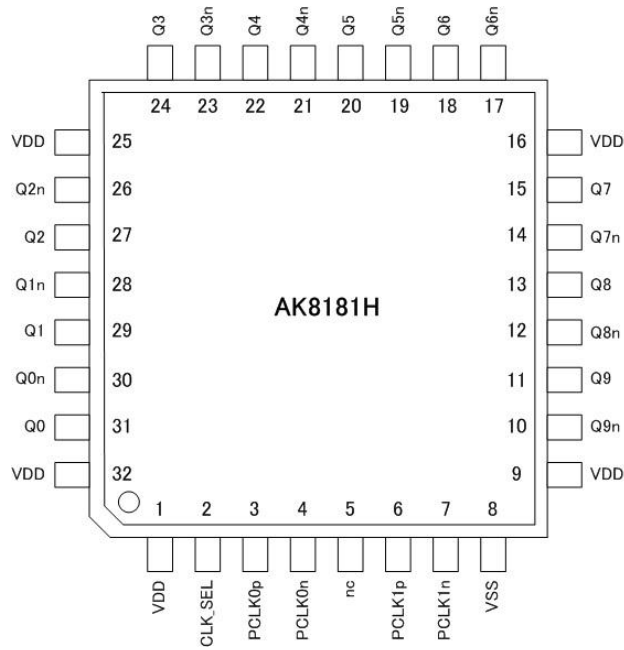 Q3 Q3n Q4 Q4n Q5 Q5n Q6 Q6n
24 23 22 21 20 19 18 17
VDD 25 16 VDD
Q2n 26 15 Q7
Q2 27 14 Q7n
Q1n 28 13 Q8
AK8181H
Q1 29 12 Q8n
Q0n 30 11 Q9
Q0 31 10 Q9n
VDD 32 9 VDD
1 2 3 4 5 6 7 8
VDD CLK_SEL PCLK0p PCLK0n nc PCLK1p PCLK1n VSS